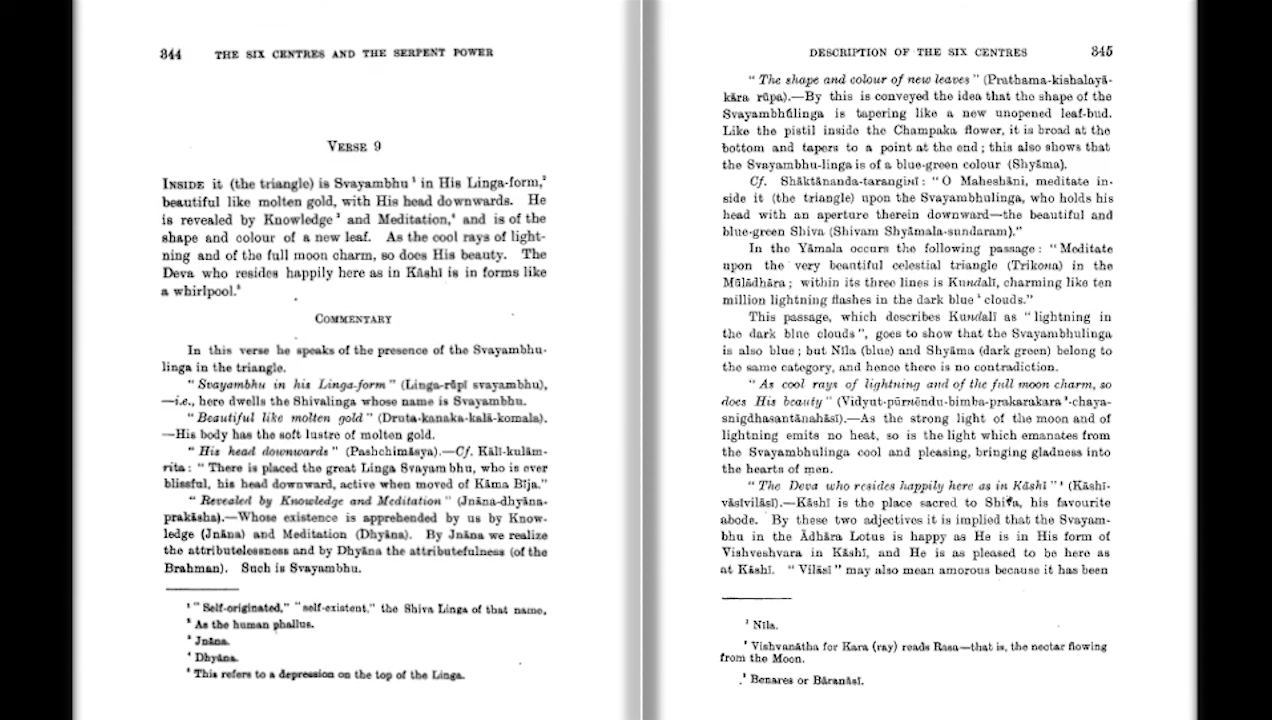 344 THE SIX CENTRES AND THE SERPENT POWER
VERSE 9
INSIDE it (the triangle) is Svayambhu¹ in His Linga-form,²
beautiful like molten gold, with His head downwards. He
is revealed by Knowledge³ and Meditation,⁴ and is of the
shape and colour of a new leaf. As the cool rays of light-
ning and of the full moon charm, so does His beauty. The
Deva who resides happily here as in Kāshī is in forms like
a whirlpool.⁵
COMMENTARY
In this verse he speaks of the presence of the Svayambhu-
linga in the triangle.
"Svayambhu in his Linga-form" (Linga-rūpī svayambhu),
—i.e., here dwells the Shivalinga whose name is Svayambhu.
"Beautiful like molten gold" (Druta-kanaka-kalā-komala).
—His body has the soft lustre of molten gold.
"His head downwards" (Pashchimāsya).—Cf. Kālī-kulām-
rita: "There is placed the great Linga Svayambhu, who is ever
blissful, his head downward, active when moved of Kāma Bīja."
"Revealed by Knowledge and Meditation" (Jnāna-dhyāna-
prakāsha).—Whose existence is apprehended by us by Know-
ledge (Jnāna) and Meditation (Dhyāna). By Jnāna we realize
the attributelessness and by Dhyāna the attributefulness (of the
Brahman). Such is Svayambhu.
¹ "Self-originated," "self-existent," the Shiva Linga of that name.
² As the human phallus.
³ Jnāna.
⁴ Dhyāna.
⁵ This refers to a depression on the top of the Linga.
DESCRIPTION OF THE SIX CENTRES 345
"The shape and colour of new leaves" (Prathama-kishalayā-
kāra rūpa).—By this is conveyed the idea that the shape of the
Svayambhūlinga is tapering like a new unopened leaf-bud.
Like the pistil inside the Champaka flower, it is broad at the
bottom and tapers to a point at the end; this also shows that
the Svayambhu-linga is of a blue-green colour (Shyāma).
Cf. Shāktānanda-taranginī: "O Maheshāni, meditate in-
side it (the triangle) upon the Svayambhulinga, who holds his
head with an aperture therein downward—the beautiful and
blue-green Shiva (Shivam Shyāmala-sundaram)."
In the Yāmala occurs the following passage: "Meditate
upon the very beautiful celestial triangle (Trikona) in the
Mūlādhāra; within its three lines is Kundalī, charming like ten
million lightning flashes in the dark blue¹ clouds."
This passage, which describes Kundalī as "lightning in
the dark blue clouds", goes to show that the Svayambhulinga
is also blue; but Nīla (blue) and Shyāma (dark green) belong to
the same category, and hence there is no contradiction.
"As cool rays of lightning and of the full moon charm, so
does His beauty" (Vidyut-pūrnēndu-bimba-prakarakara²-chaya-
snigdhasantānahāsī).—As the strong light of the moon and of
lightning emits no heat, so is the light which emanates from
the Svayambhulinga cool and pleasing, bringing gladness into
the hearts of men.
"The Deva who resides happily here as in Kāshī"³ (Kāshī-
vāsīvilāsī).—Kāshī is the place sacred to Shiva, his favourite
abode. By these two adjectives it is implied that the Svayam-
bhu in the Ādhāra Lotus is happy as He is in His form of
Vishveshvara in Kāshī, and He is as pleased to be here as
at Kāshī. "Vilāsī" may also mean amorous because it has been
¹ Nīla.
² Vishvanātha for Kara (ray) reads Rasa—that is, the nectar flowing
from the Moon.
³ Benares or Bāranāsī.